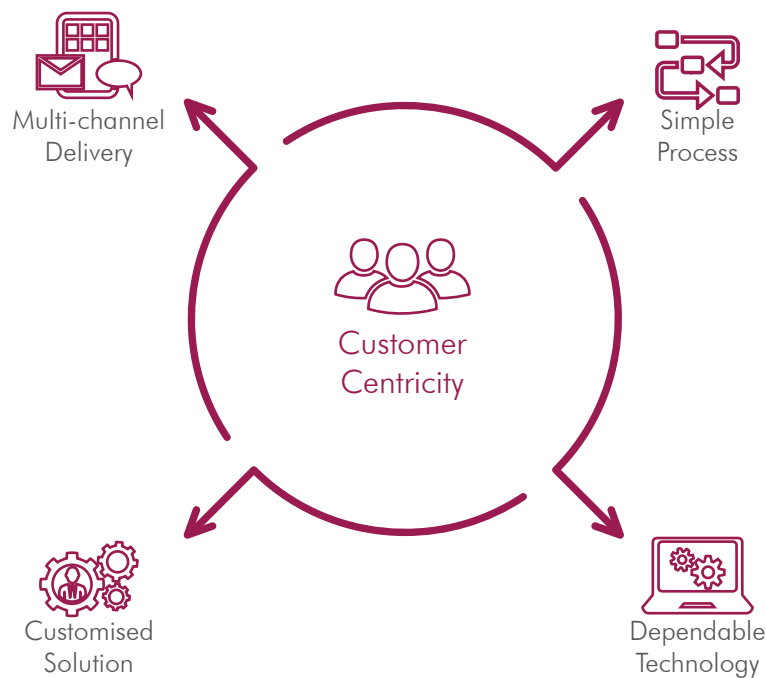 Multi-channel
Delivery
Simple
Process
Customer
Centricity
Customised
Solution
Dependable
Technology